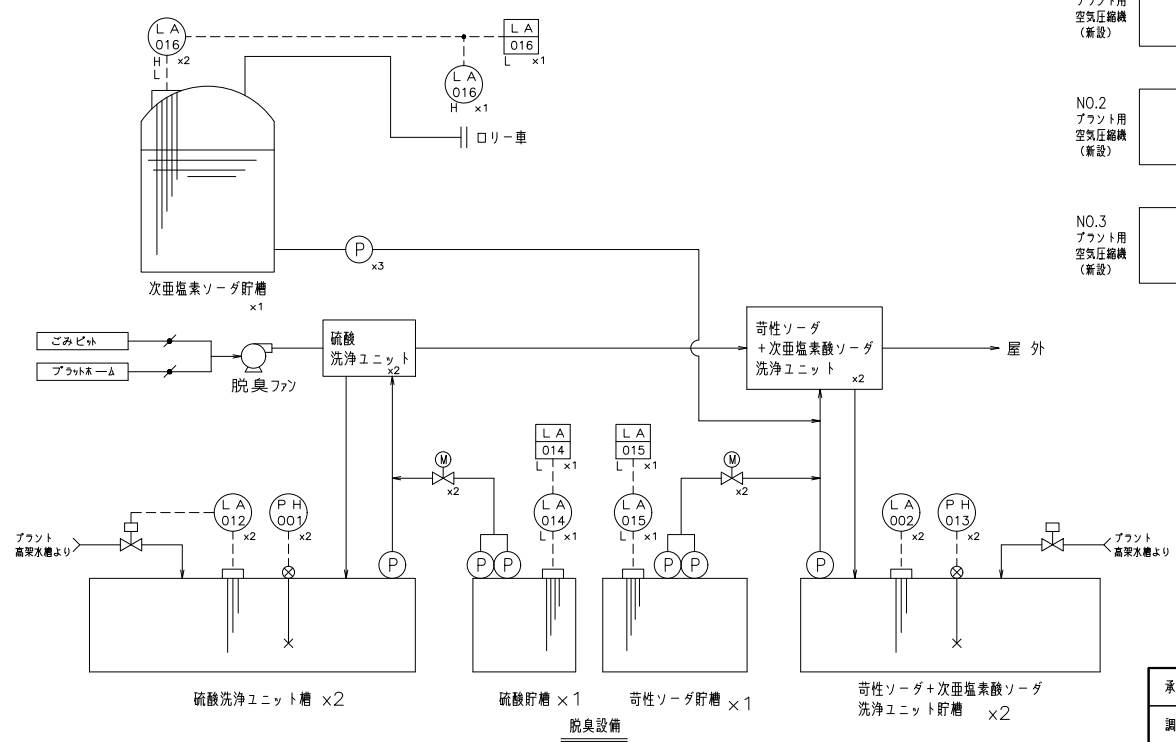 プラント用
空気圧縮機
(新設)
LA
016
H
L
x2
LA
016
L
x1
LA
016
H
x1
ロリー車
NO.2
プラント用
空気圧縮機
(新設)
P
x3
NO.3
プラント用
空気圧縮機
(新設)
次亜塩素ソーダ貯槽
x1
ごみピット
プラットホーム
脱臭ファン
硫酸
洗浄ユニット
x2
苛性ソーダ
+次亜塩素酸ソーダ
洗浄ユニット
x2
屋外
LA
014
L
x1
LA
015
L
x1
M
x2
M
x2
プラント
高架水槽より
LA
012
x2
PH
001
x2
LA
014
L
x1
LA
015
L
x1
LA
002
x2
PH
013
x2
プラント
高架水槽より
P
P
P
P
P
P
硫酸洗浄ユニット槽 x2
硫酸貯槽 x1
苛性ソーダ貯槽 x1
苛性ソーダ+次亜塩素酸ソーダ
洗浄ユニット貯槽 x2
脱臭設備
承
調